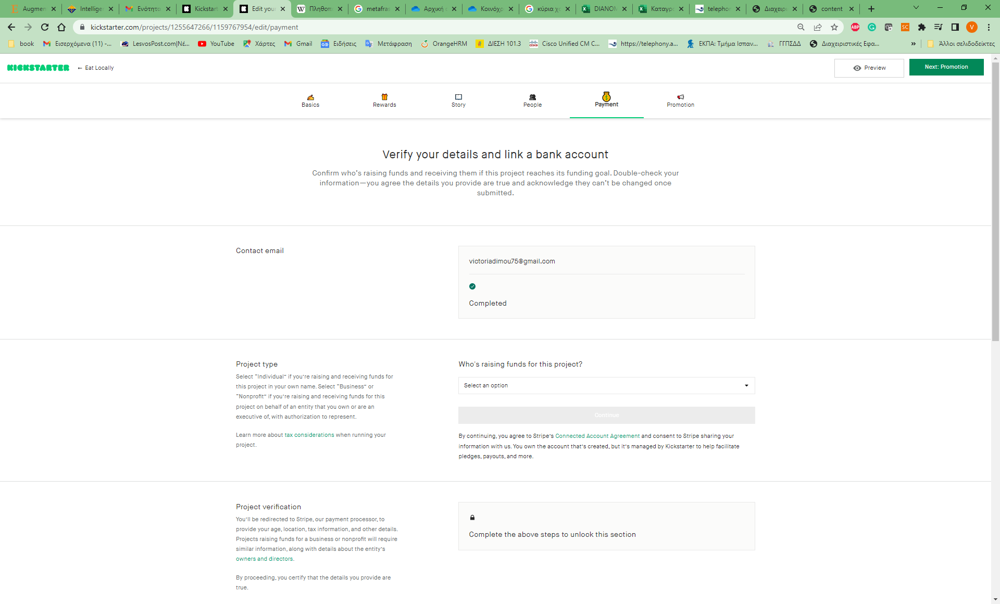 Augmen
Intellige
Ενότητα
Kickstart
Edit your
Πληθοπ
metafras
Αρχική σ
Κοινόχρ
κύρια χα
DIANOM
Καταγρα
telephon
Διαχειρι
content
kickstarter.com/projects/1255647266/1159767954/edit/payment
book
Εισερχόμενα (11) -...
LesvosPost.com|Νέ...
YouTube
Χάρτες
Gmail
Ειδήσεις
Μετάφραση
OrangeHRM
ΔΙΕΣΗ 101.3
Cisco Unified CM C...
https://telephony.a...
ΕΚΠΑ: Τμήμα Ισπαν...
ΓΓΠΣΔΔ
Διαχειριστικές Εφα...
»
Άλλοι σελιδοδείκτες
KICKSTARTER
← Eat Locally
Preview
Next: Promotion
Basics
Rewards
Story
People
Payment
Promotion
Verify your details and link a bank account
Confirm who's raising funds and receiving them if this project reaches its funding goal. Double-check your
information—you agree the details you provide are true and acknowledge they can't be changed once
submitted.
Contact email
victoriadimou75@gmail.com
Completed
Project type
Select "Individual" if you're raising and receiving funds for
this project in your own name. Select "Business" or
"Nonprofit" if you're raising and receiving funds for this
project on behalf of an entity that you own or are an
executive of, with authorization to represent.
Learn more about tax considerations when running your
project.
Who's raising funds for this project?
Select an option
Continue
By continuing, you agree to Stripe's Connected Account Agreement and consent to Stripe sharing your
information with us. You own the account that's created, but it's managed by Kickstarter to help facilitate
pledges, payouts, and more.
Project verification
You'll be redirected to Stripe, our payment processor, to
provide your age, location, tax information, and other details.
Projects raising funds for a business or nonprofit will require
similar information, along with details about the entity's
owners and directors.
By proceeding, you certify that the details you provide are
true.
Complete the above steps to unlock this section